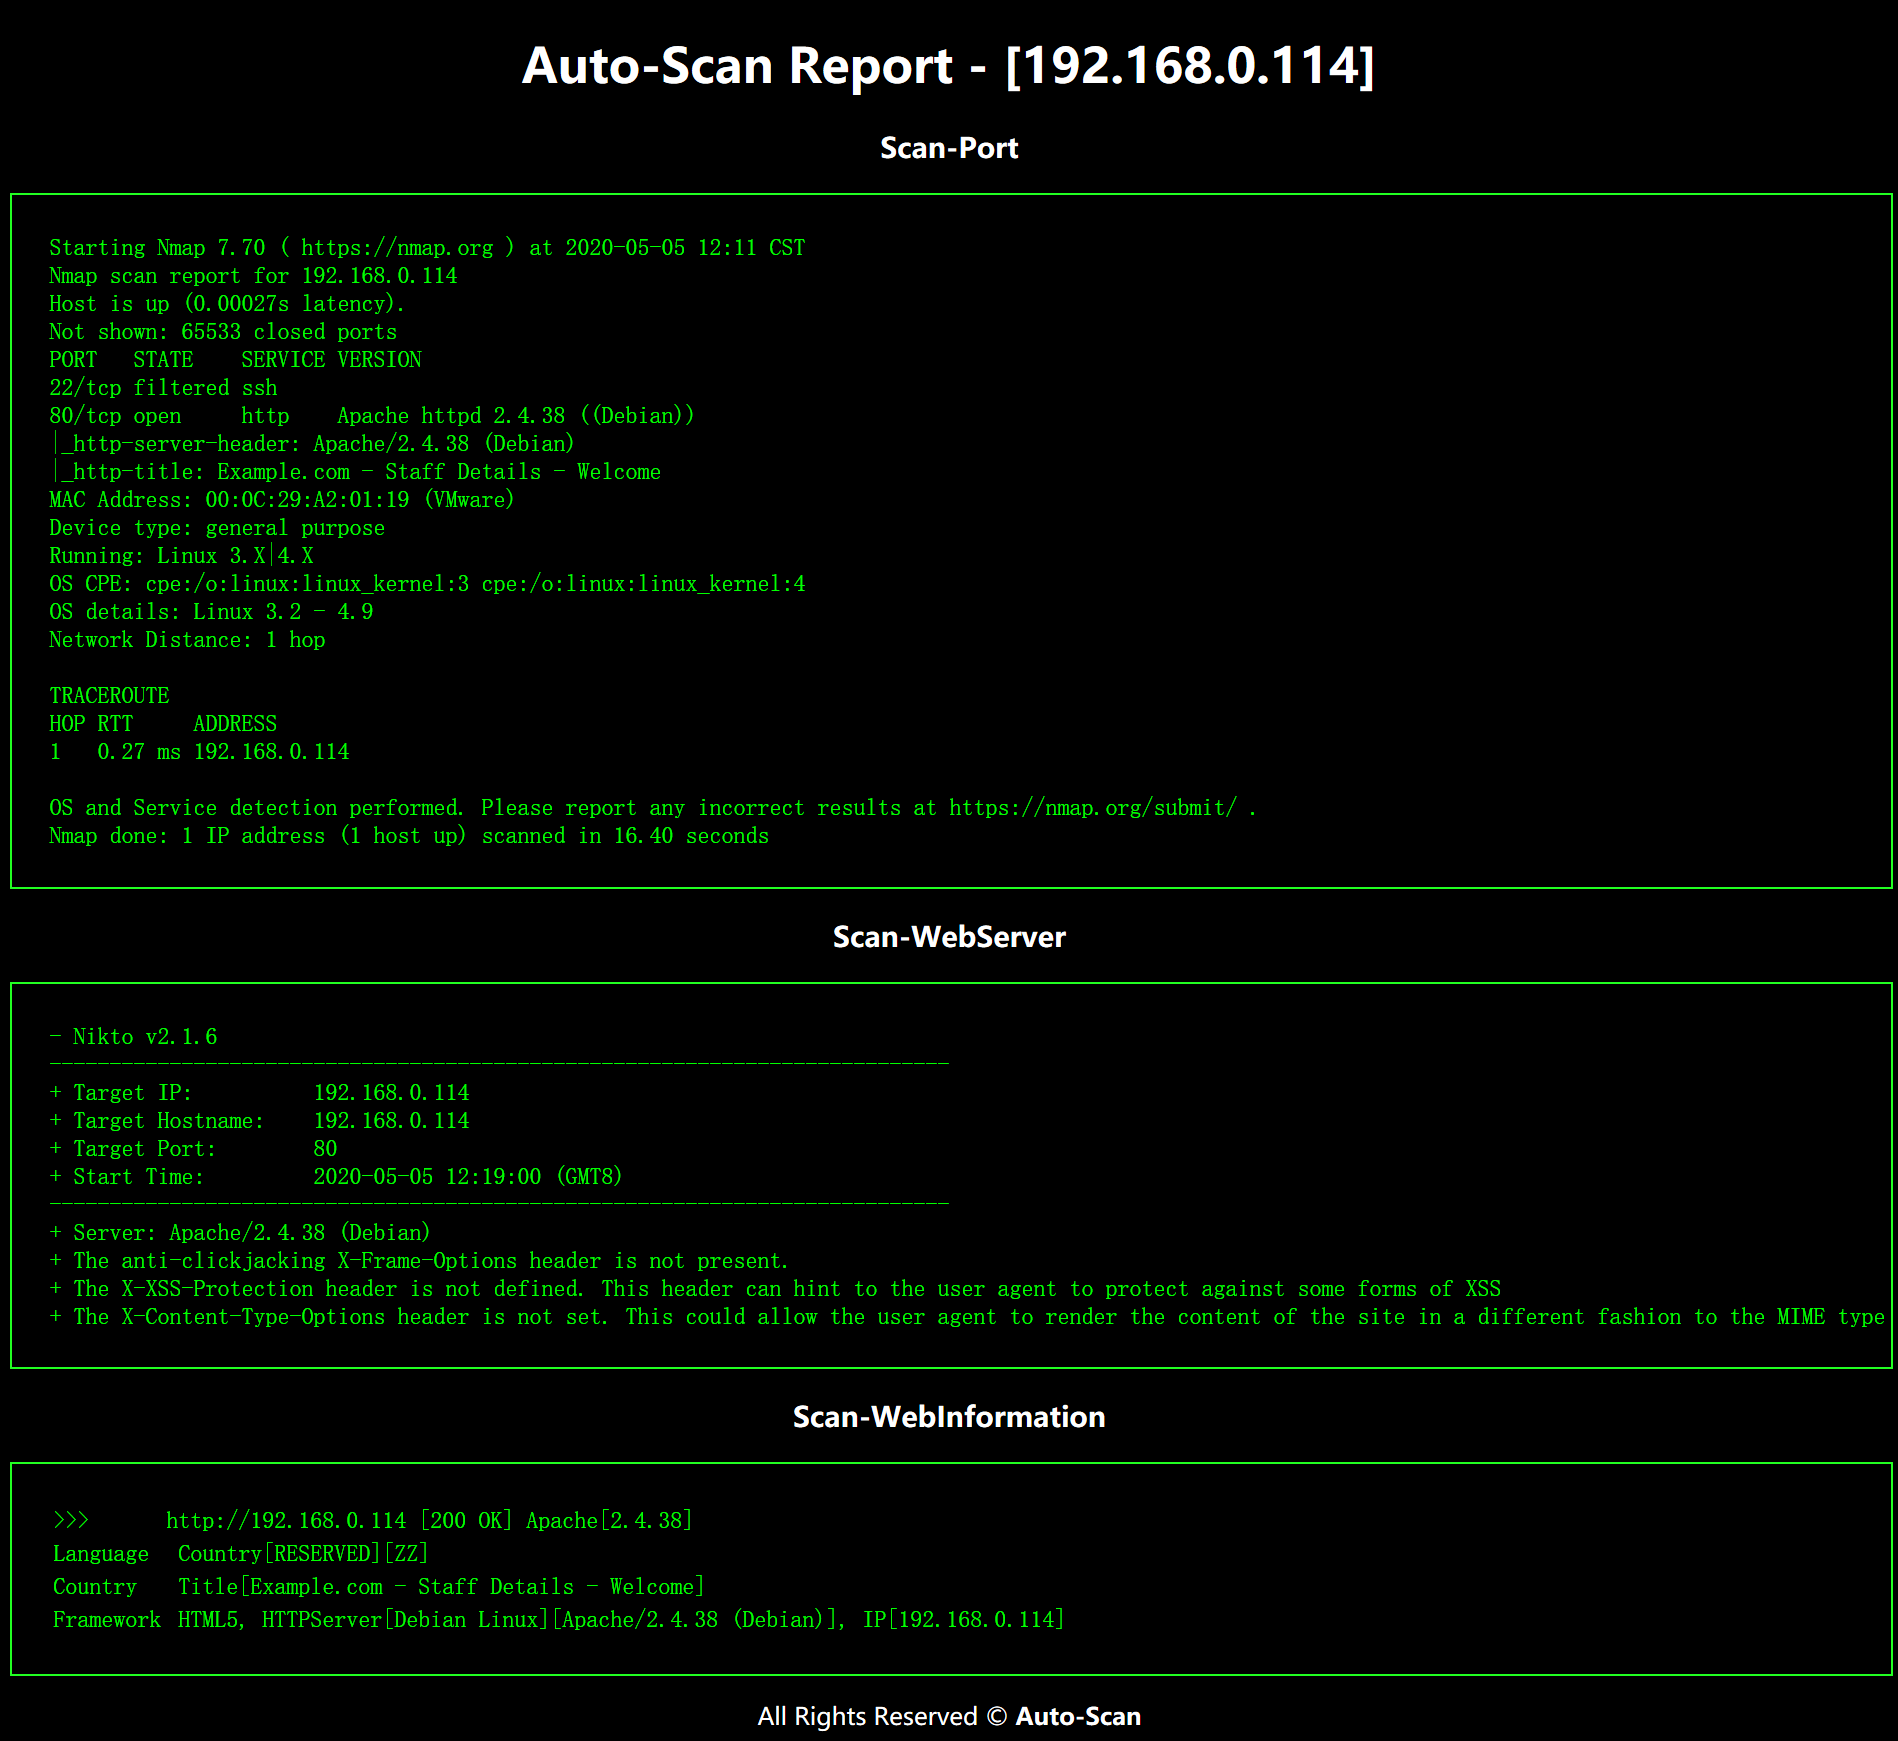 Auto-Scan Report - [192.168.0.114]
Scan-Port
Starting Nmap 7.70 ( https://nmap.org ) at 2020-05-05 12:11 CST
Nmap scan report for 192.168.0.114
Host is up (0.00027s latency).
Not shown: 65533 closed ports
PORT   STATE    SERVICE VERSION
22/tcp filtered ssh
80/tcp open     http    Apache httpd 2.4.38 ((Debian))
|_http-server-header: Apache/2.4.38 (Debian)
|_http-title: Example.com - Staff Details - Welcome
MAC Address: 00:0C:29:A2:01:19 (VMware)
Device type: general purpose
Running: Linux 3.X|4.X
OS CPE: cpe:/o:linux:linux_kernel:3 cpe:/o:linux:linux_kernel:4
OS details: Linux 3.2 - 4.9
Network Distance: 1 hop
TRACEROUTE
HOP RTT     ADDRESS
1   0.27 ms 192.168.0.114
OS and Service detection performed. Please report any incorrect results at https://nmap.org/submit/ .
Nmap done: 1 IP address (1 host up) scanned in 16.40 seconds
Scan-WebServer
- Nikto v2.1.6
---------------------------------------------------------------------------
+ Target IP:          192.168.0.114
+ Target Hostname:    192.168.0.114
+ Target Port:        80
+ Start Time:         2020-05-05 12:19:00 (GMT8)
---------------------------------------------------------------------------
+ Server: Apache/2.4.38 (Debian)
+ The anti-clickjacking X-Frame-Options header is not present.
+ The X-XSS-Protection header is not defined. This header can hint to the user agent to protect against some forms of XSS
+ The X-Content-Type-Options header is not set. This could allow the user agent to render the content of the site in a different fashion to the MIME type
Scan-WebInformation
>>> http://192.168.0.114 [200 OK] Apache[2.4.38]
Language Country[RESERVED][ZZ]
Country Title[Example.com - Staff Details - Welcome]
Framework HTML5, HTTPServer[Debian Linux][Apache/2.4.38 (Debian)], IP[192.168.0.114]
All Rights Reserved © Auto-Scan